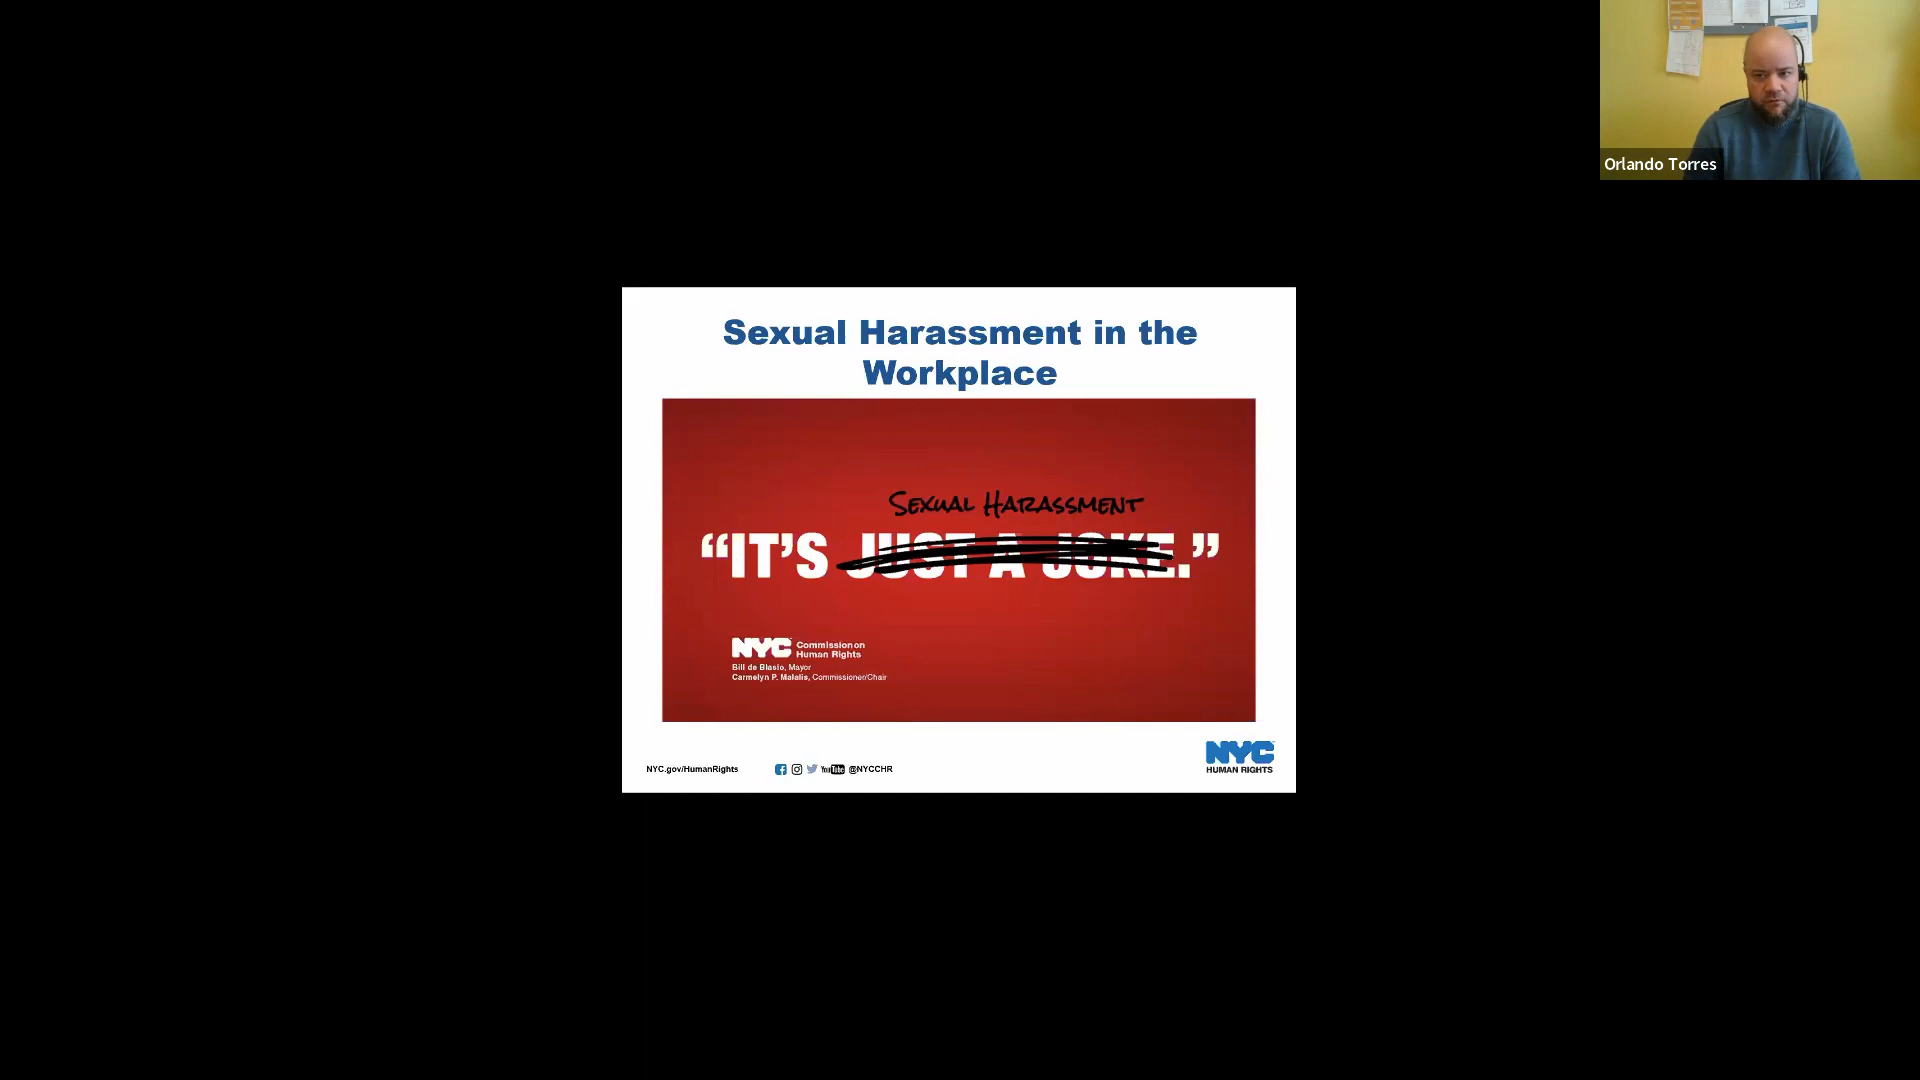 Orlando Torres
Sexual Harassment in the
Workplace
SEXUAL HARASSMENT
“IT’S JUST A JOKE.”
NYC Commission on
Human Rights
Bill de Blasio, Mayor
Carmelyn P. Malalis, Commissioner/Chair
NYC.gov/HumanRights YouTube @NYCCHR
NYC
HUMAN RIGHTS